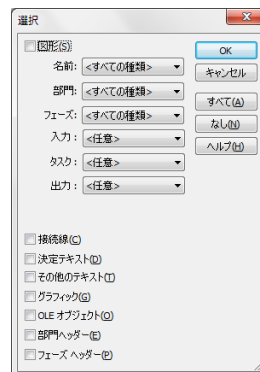 選択
図形(S)
名前: <すべての種類>
部門: <すべての種類>
フェーズ: <すべての種類>
入力: <任意>
タスク: <任意>
出力: <任意>
接続線(C)
決定テキスト(D)
その他のテキスト(T)
グラフィック(G)
OLE オブジェクト(O)
部門ヘッダー(E)
フェーズ ヘッダー(P)
OK
キャンセル
すべて(A)
なし(N)
ヘルプ(H)